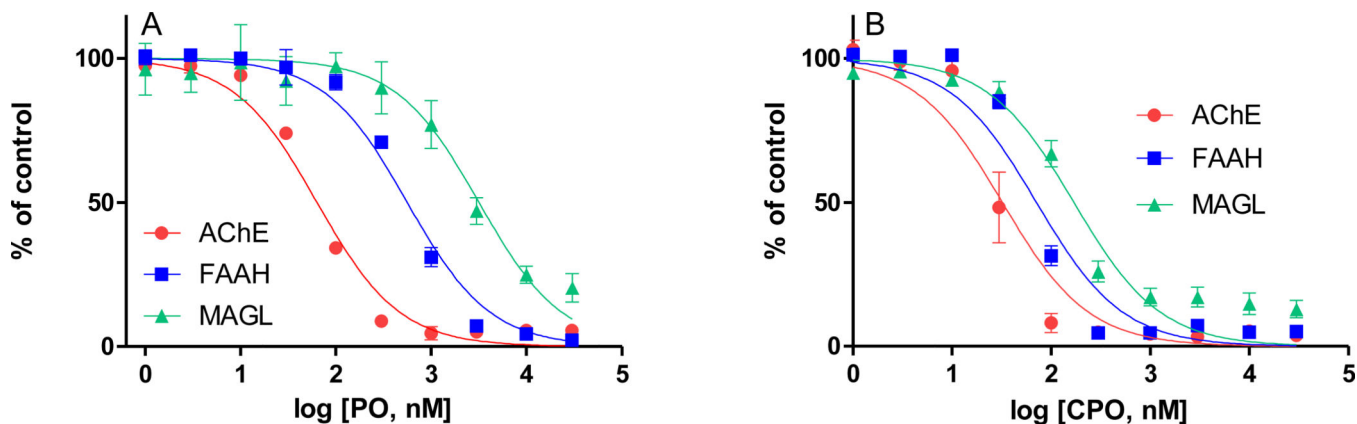 A
% of control
100
50
0
AChE
FAAH
MAGL
0 1 2 3 4 5
log [PO, nM]
B
% of control
100
50
0
AChE
FAAH
MAGL
0 1 2 3 4 5
log [CPO, nM]